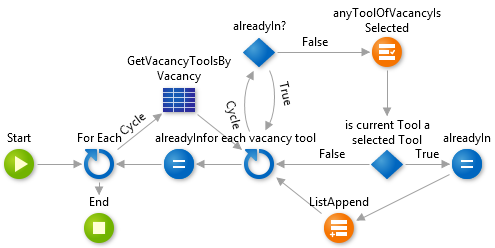 alreadyIn?
anyToolOfVacancyIs
Selected
False
GetVacancyToolsBy
Vacancy
True
Cycle
Cycle
Start
For Each
alreadyIn
for each vacancy tool
is current Tool a
selected Tool
alreadyIn
False
True
End
ListAppend